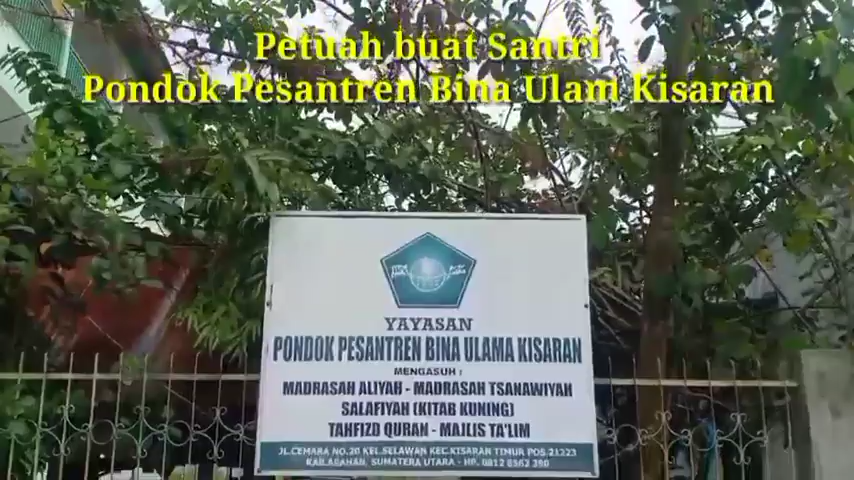 Petuah buat Santri
Pondok Pesantren Bina Ulam Kisaran
YAYASAN
PONDOK PESANTREN BINA ULAMA KISARAN
MENGASUH :
MADRASAH ALIYAH - MADRASAH TSANAWIYAH
SALAFIYAH (KITAB KUNING)
TAHFIZD QURAN - MAJLIS TA'LIM
JL.CEMARA NO.20 KEL.SELAWAN KEC.KISARAN TIMUR POS.21223
KAB.ASAHAN, SUMATERA UTARA - HP. 0812